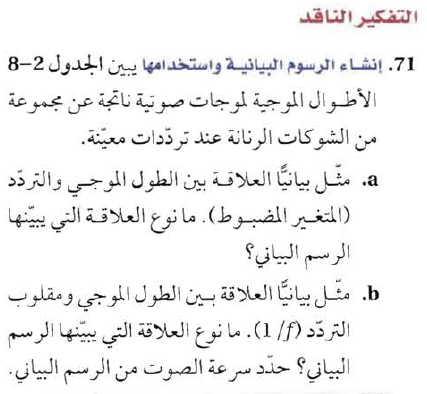 التفكير الناقد
71. إنشاء الرسوم البيانية واستخدامها يبين الجدول 2-8
الأطوال الموجية لموجات صوتية ناتجة عن مجموعة
من الشوكات الرنانة عند تردّدات معيّنة.
a. مثّل بيانيًّا العلاقة بين الطول الموجي والتردّد
(المتغير المضبوط). ما نوع العلاقة التي يبيّنها
الرسم البياني؟
b. مثّل بيانيًّا العلاقة بين الطول الموجي ومقلوب
التردّد (1/f). ما نوع العلاقة التي يبيّنها الرسم
البياني؟ حدّد سرعة الصوت من الرسم البياني.